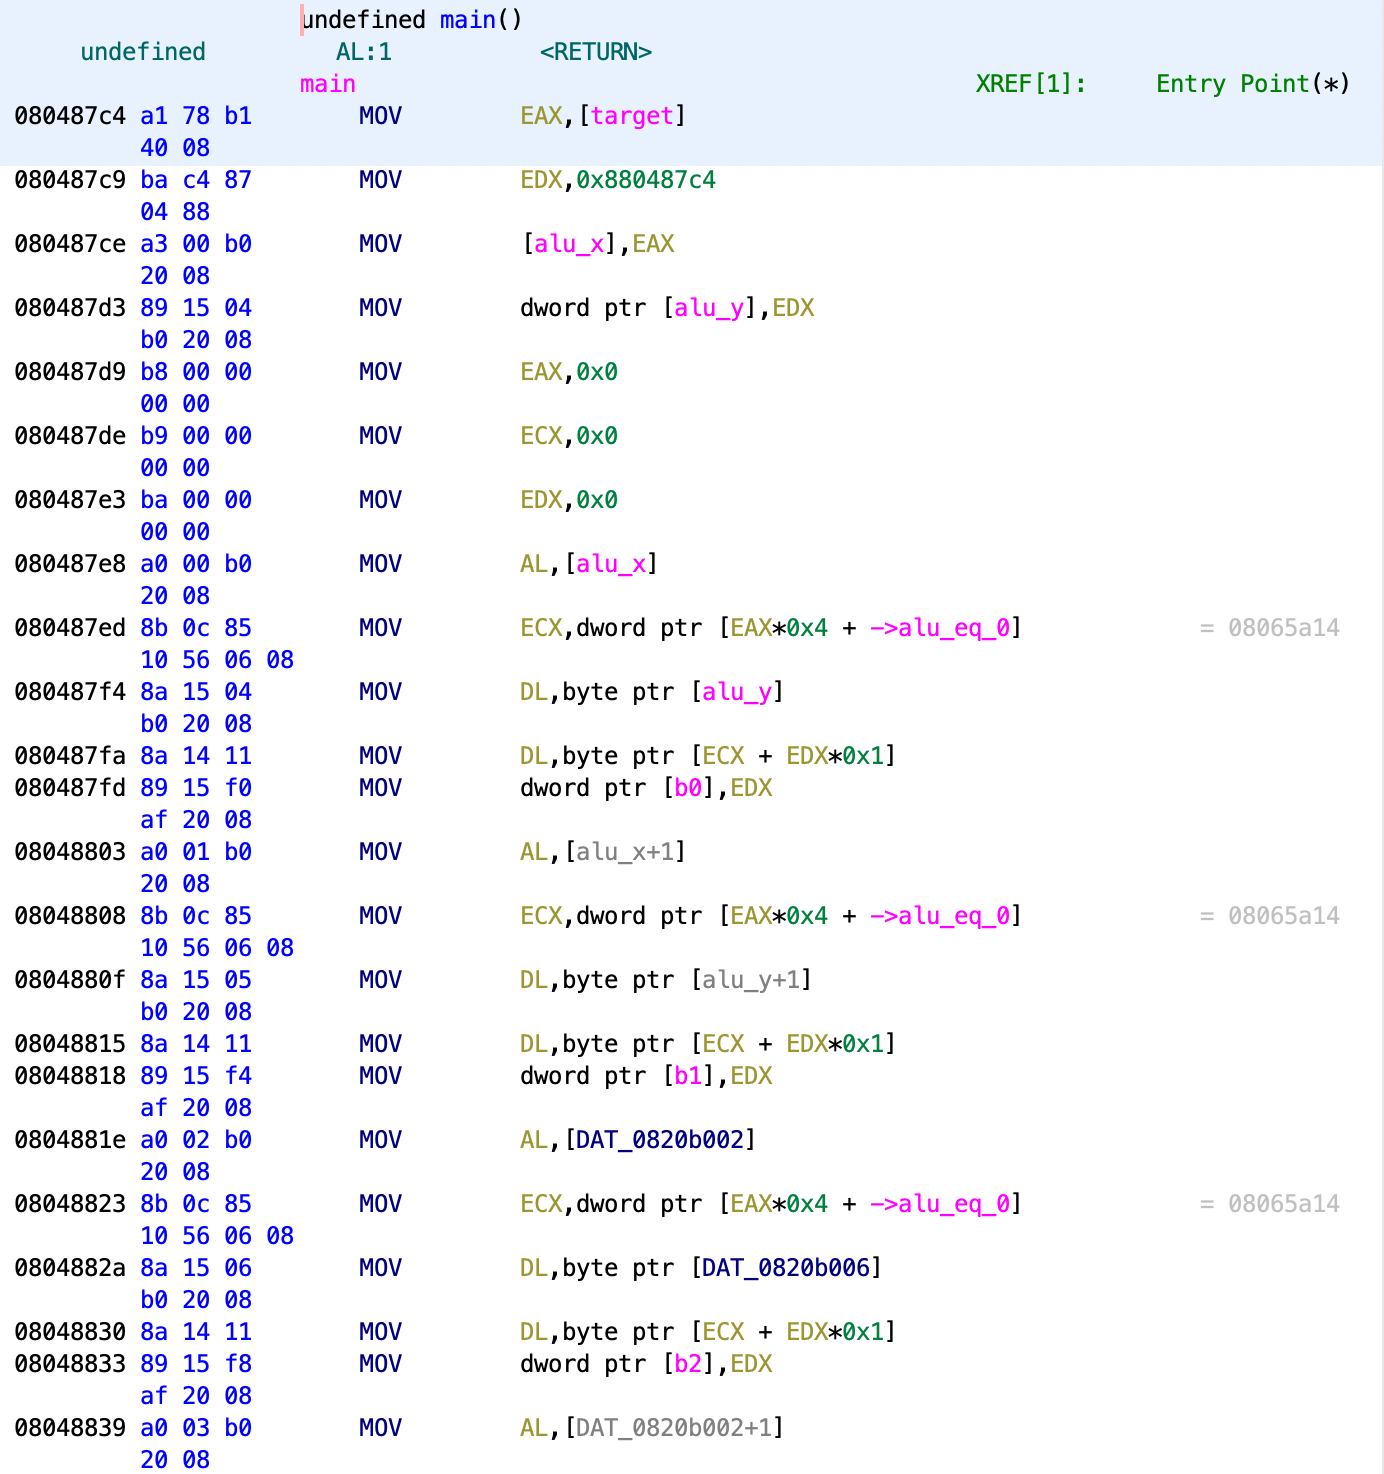 undefined main()
undefined AL:1 <RETURN>
main XREF[1]: Entry Point(*)
080487c4 a1 78 b1 MOV EAX,[target]
40 08
080487c9 ba c4 87 MOV EDX,0x880487c4
04 88
080487ce a3 00 b0 MOV [alu_x],EAX
20 08
080487d3 89 15 04 MOV dword ptr [alu_y],EDX
b0 20 08
080487d9 b8 00 00 MOV EAX,0x0
00 00
080487de b9 00 00 MOV ECX,0x0
00 00
080487e3 ba 00 00 MOV EDX,0x0
00 00
080487e8 a0 00 b0 MOV AL,[alu_x]
20 08
080487ed 8b 0c 85 MOV ECX,dword ptr [EAX*0x4 + ->alu_eq_0] = 08065a14
10 56 06 08
080487f4 8a 15 04 MOV DL,byte ptr [alu_y]
b0 20 08
080487fa 8a 14 11 MOV DL,byte ptr [ECX + EDX*0x1]
080487fd 89 15 f0 MOV dword ptr [b0],EDX
af 20 08
08048803 a0 01 b0 MOV AL,[alu_x+1]
20 08
08048808 8b 0c 85 MOV ECX,dword ptr [EAX*0x4 + ->alu_eq_0] = 08065a14
10 56 06 08
0804880f 8a 15 05 MOV DL,byte ptr [alu_y+1]
b0 20 08
08048815 8a 14 11 MOV DL,byte ptr [ECX + EDX*0x1]
08048818 89 15 f4 MOV dword ptr [b1],EDX
af 20 08
0804881e a0 02 b0 MOV AL,[DAT_0820b002]
20 08
08048823 8b 0c 85 MOV ECX,dword ptr [EAX*0x4 + ->alu_eq_0] = 08065a14
10 56 06 08
0804882a 8a 15 06 MOV DL,byte ptr [DAT_0820b006]
b0 20 08
08048830 8a 14 11 MOV DL,byte ptr [ECX + EDX*0x1]
08048833 89 15 f8 MOV dword ptr [b2],EDX
af 20 08
08048839 a0 03 b0 MOV AL,[DAT_0820b002+1]
20 08